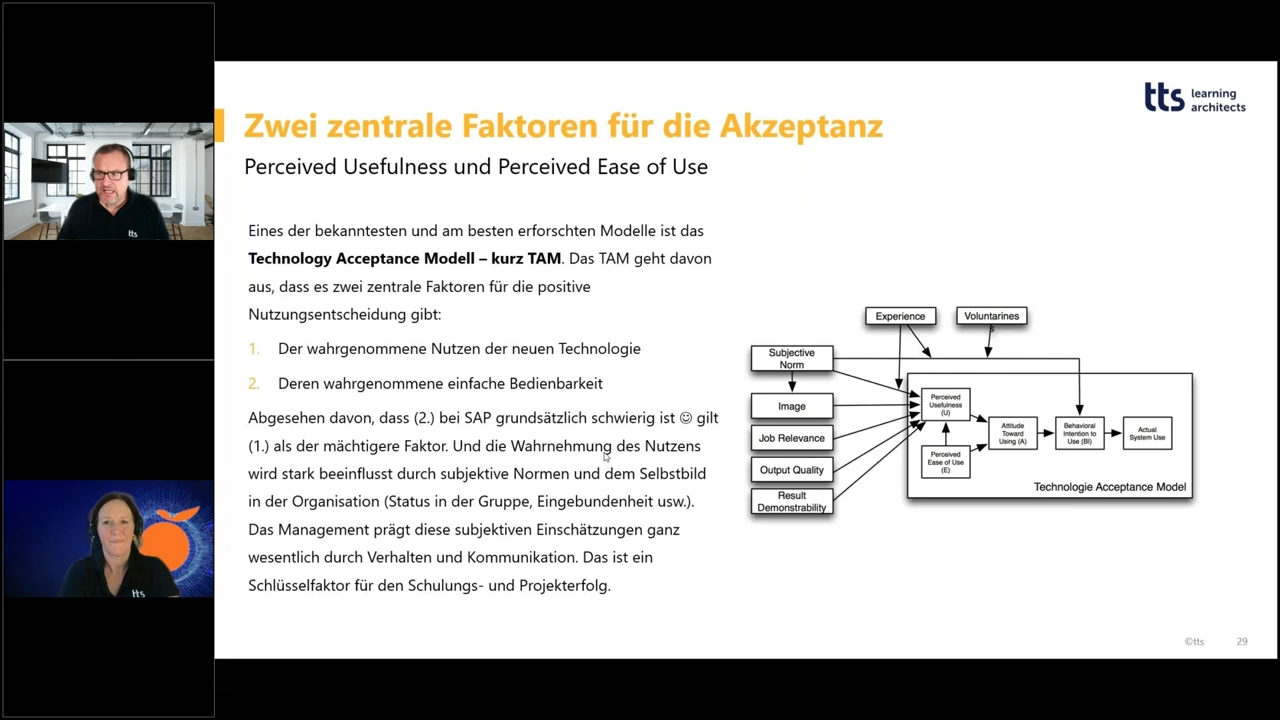 tts learning
architects
Zwei zentrale Faktoren für die Akzeptanz
Perceived Usefulness und Perceived Ease of Use
Eines der bekanntesten und am besten erforschten Modelle ist das
Technology Acceptance Modell – kurz TAM. Das TAM geht davon
aus, dass es zwei zentrale Faktoren für die positive
Nutzungsentscheidung gibt:
1. Der wahrgenommene Nutzen der neuen Technologie
2. Deren wahrgenommene einfache Bedienbarkeit
Abgesehen davon, dass (2.) bei SAP grundsätzlich schwierig ist ☺ gilt
(1.) als der mächtigere Faktor. Und die Wahrnehmung des Nutzens
wird stark beeinflusst durch subjektive Normen und dem Selbstbild
in der Organisation (Status in der Gruppe, Eingebundenheit usw.).
Das Management prägt diese subjektiven Einschätzungen ganz
wesentlich durch Verhalten und Kommunikation. Das ist ein
Schlüsselfaktor für den Schulungs- und Projekterfolg.
Experience
Voluntarines
s
Subjective
Norm
Image
Job Relevance
Output Quality
Result
Demonstrability
Perceived
Usefulness
(U)
Perceived
Ease of Use
(E)
Attitude
Toward
Using (A)
Behavioral
Intention to
Use (BI)
Actual
System Use
Technologie Acceptance Model
©tts
29
tts
tts